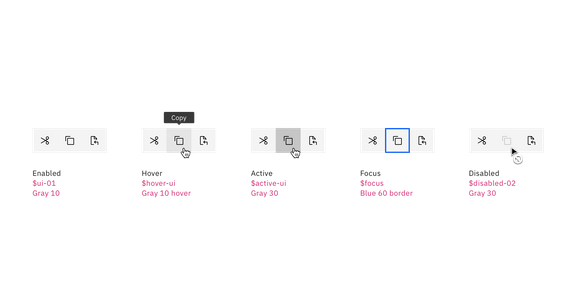 Copy
Enabled
$ui-01
Gray 10
Hover
$hover-ui
Gray 10 hover
Active
$active-ui
Gray 30
Focus
$focus
Blue 60 border
Disabled
$disabled-02
Gray 30